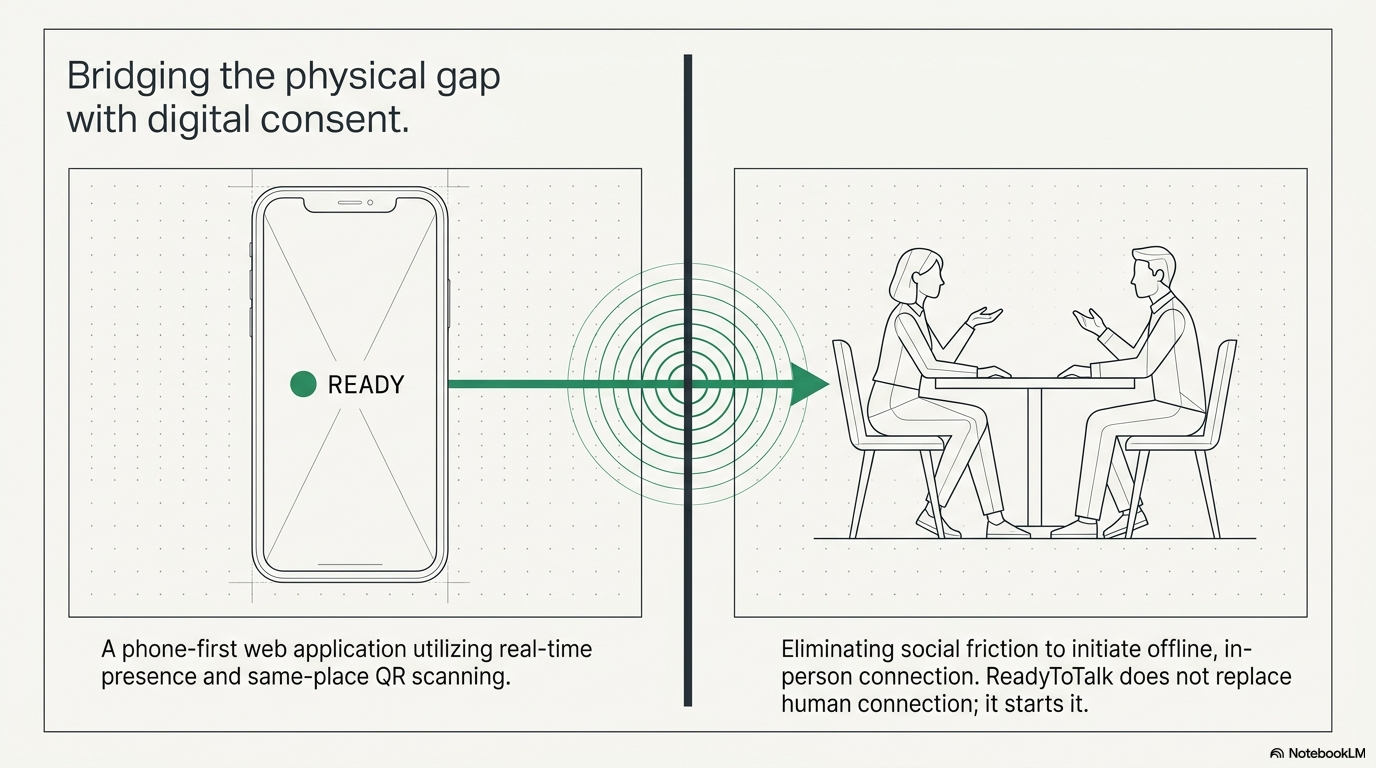 Bridging the physical gap
with digital consent.
READY
A phone-first web application utilizing real-time
presence and same-place QR scanning.
Eliminating social friction to initiate offline, in-
person connection. ReadyToTalk does not replace
human connection; it starts it.
NotebookLM